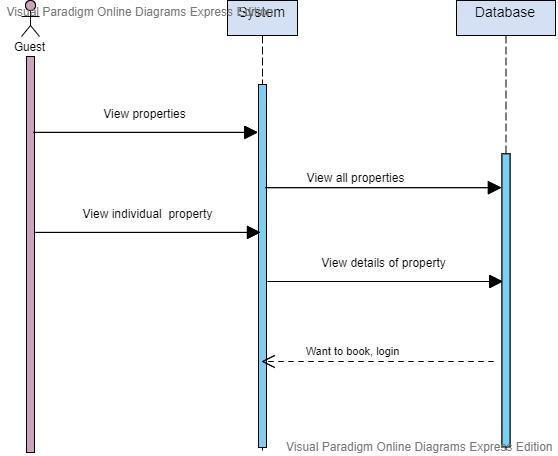 Visual Paradigm Online Diagrams Express Edition
System
Database
Guest
View properties
View all properties
View individual property
View details of property
Want to book, login
Visual Paradigm Online Diagrams Express Edition